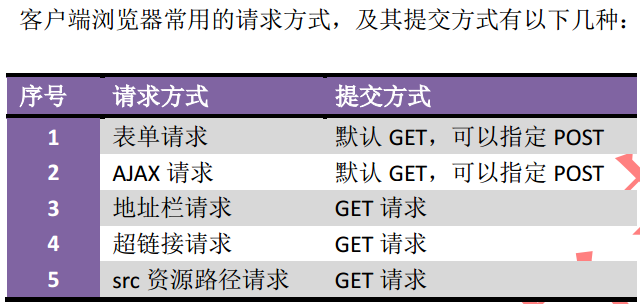 客户端浏览器常用的请求方式，及其提交方式有以下几种：
序号 请求方式 提交方式
1 表单请求 默认 GET，可以指定 POST
2 AJAX 请求 默认 GET，可以指定 POST
3 地址栏请求 GET 请求
4 超链接请求 GET 请求
5 src 资源路径请求 GET 请求